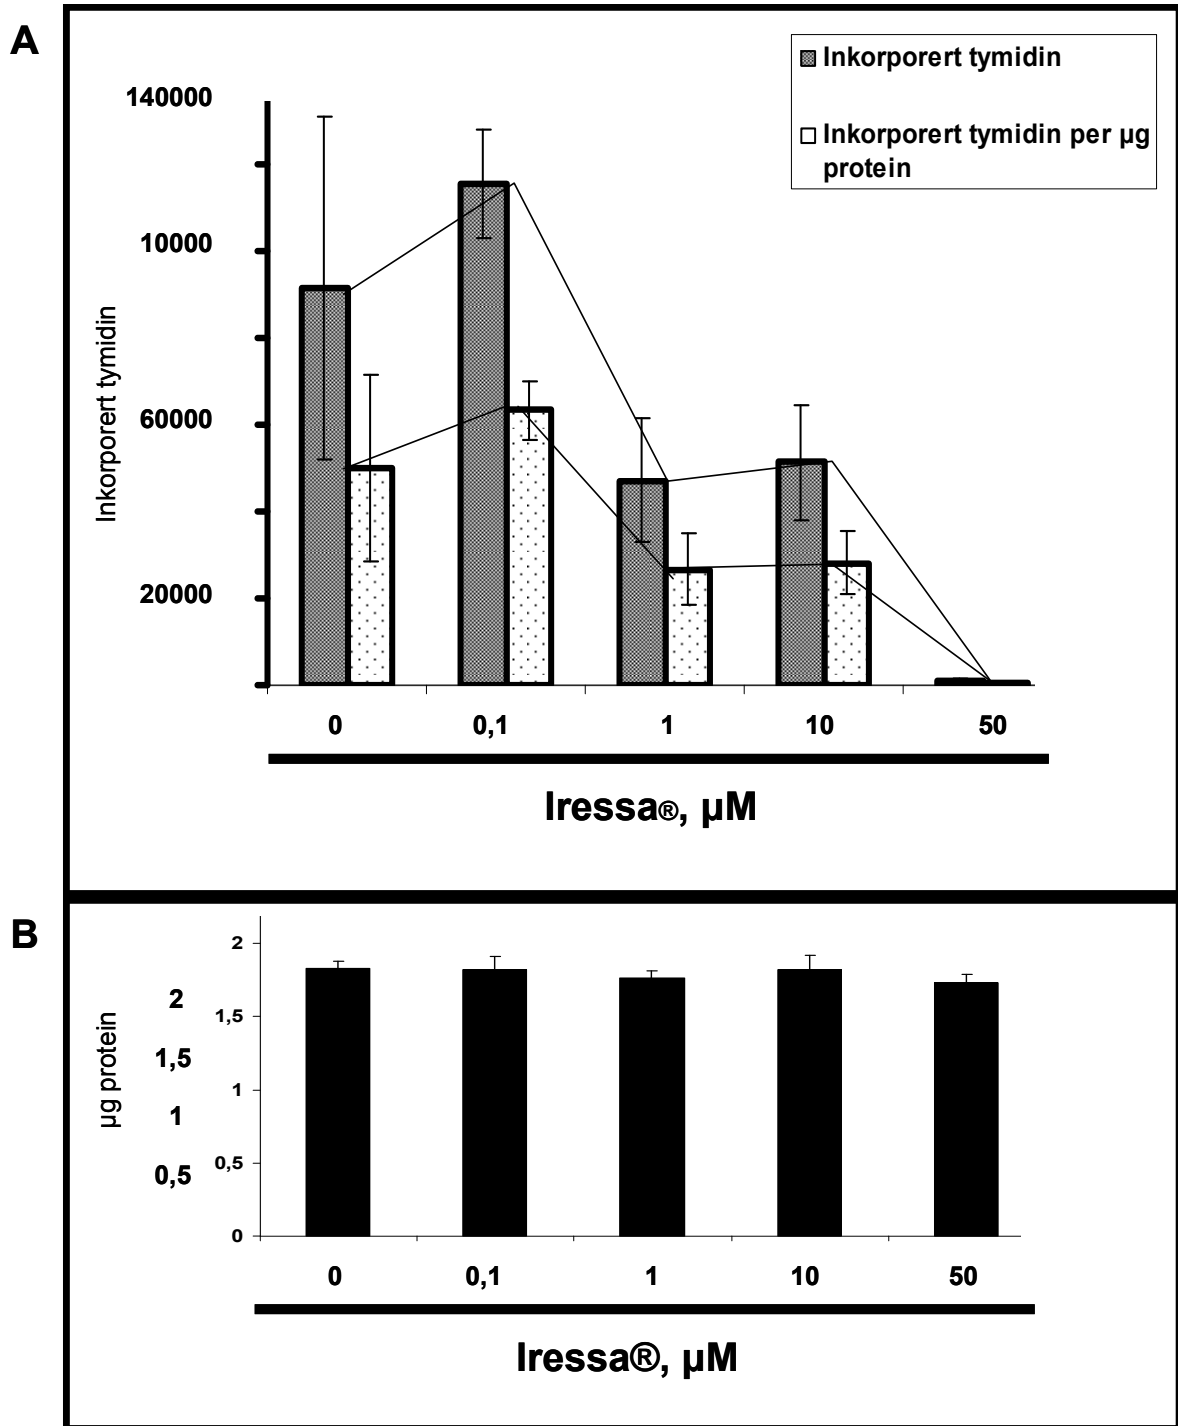 A
Inkorporert tymidin
Inkorporert tymidin per µg
protein
140000
10000
60000
20000
Inkorporert tymidin
0 0,1 1 10 50
Iressa®, µM
B
2
1,5
1
0,5
0
2
1,5
1
0,5
µg protein
0 0,1 1 10 50
Iressa®, µM